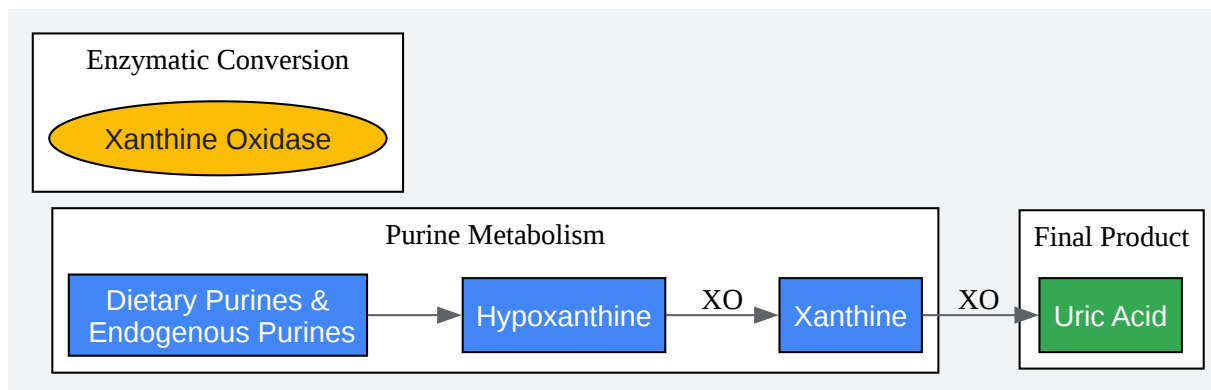 Enzymatic Conversion
Xanthine Oxidase
Purine Metabolism
Dietary Purines &
Endogenous Purines
Hypoxanthine
XO
Xanthine
XO
Final Product
Uric Acid